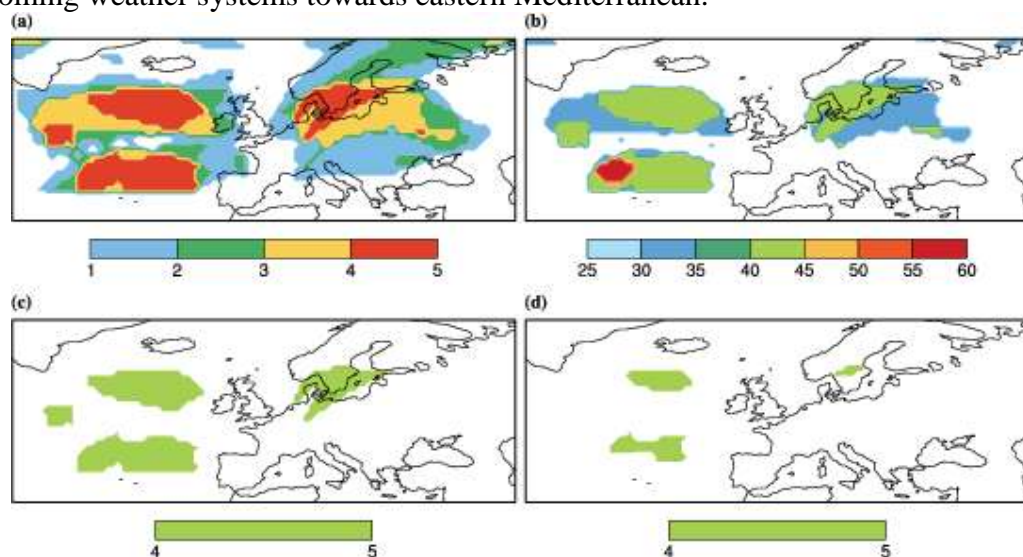 oming weather systems towards eastern Mediterranean.
(a) (b)
1 2 3 4 5 25 30 35 40 45 50 55 60
(c) (d)
4 5 4 5